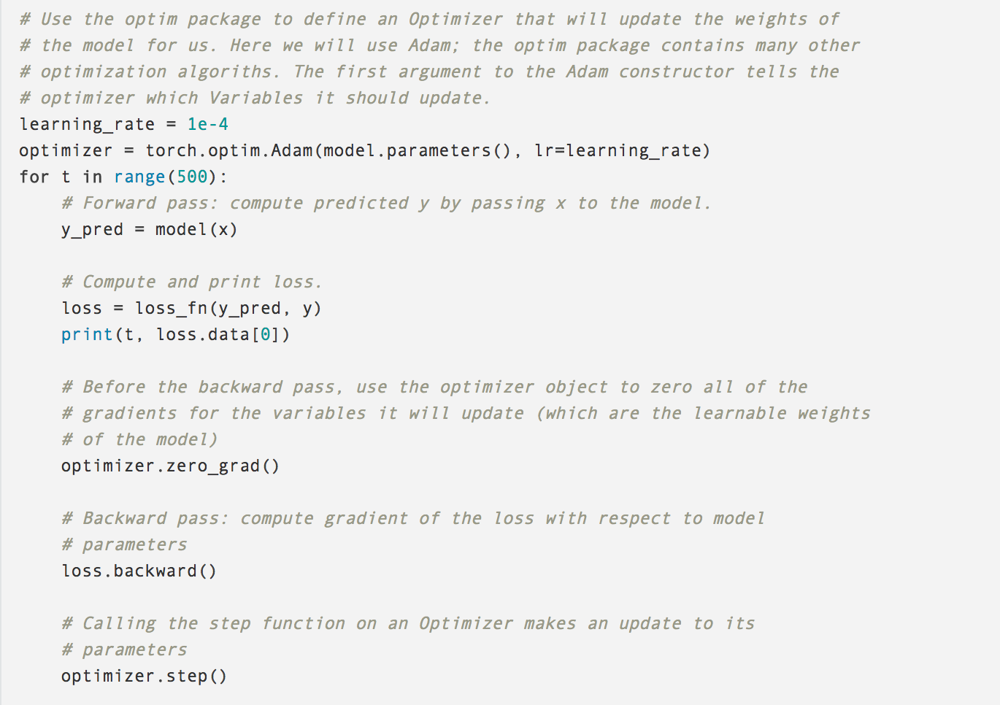 # Use the optim package to define an Optimizer that will update the weights of
# the model for us. Here we will use Adam; the optim package contains many other
# optimization algoriths. The first argument to the Adam constructor tells the
# optimizer which Variables it should update.
learning_rate = 1e-4
optimizer = torch.optim.Adam(model.parameters(), lr=learning_rate)
for t in range(500):
    # Forward pass: compute predicted y by passing x to the model.
    y_pred = model(x)

    # Compute and print loss.
    loss = loss_fn(y_pred, y)
    print(t, loss.data[0])

    # Before the backward pass, use the optimizer object to zero all of the
    # gradients for the variables it will update (which are the learnable weights
    # of the model)
    optimizer.zero_grad()

    # Backward pass: compute gradient of the loss with respect to model
    # parameters
    loss.backward()

    # Calling the step function on an Optimizer makes an update to its
    # parameters
    optimizer.step()